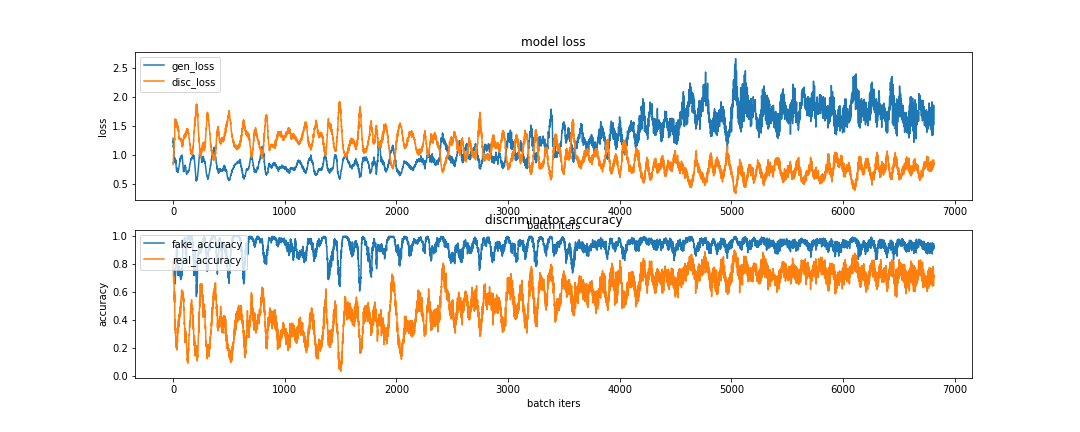 model loss
gen_loss
disc_loss
loss
2.5
2.0
1.5
1.0
0.5
0 1000 2000 3000 4000 5000 6000 7000
batch iters
discriminator accuracy
fake_accuracy
real_accuracy
accuracy
1.0
0.8
0.6
0.4
0.2
0.0
0 1000 2000 3000 4000 5000 6000 7000
batch iters